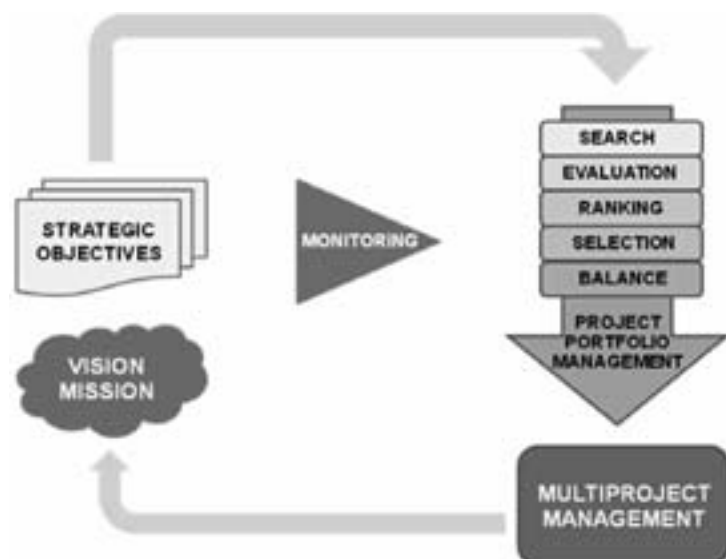 STRATEGIC
OBJECTIVES
VISION
MISSION
MONITORING
SEARCH
EVALUATION
RANKING
SELECTION
BALANCE
PROJECT
PORTFOLIO
MANAGEMENT
MULTIPROJECT
MANAGEMENT